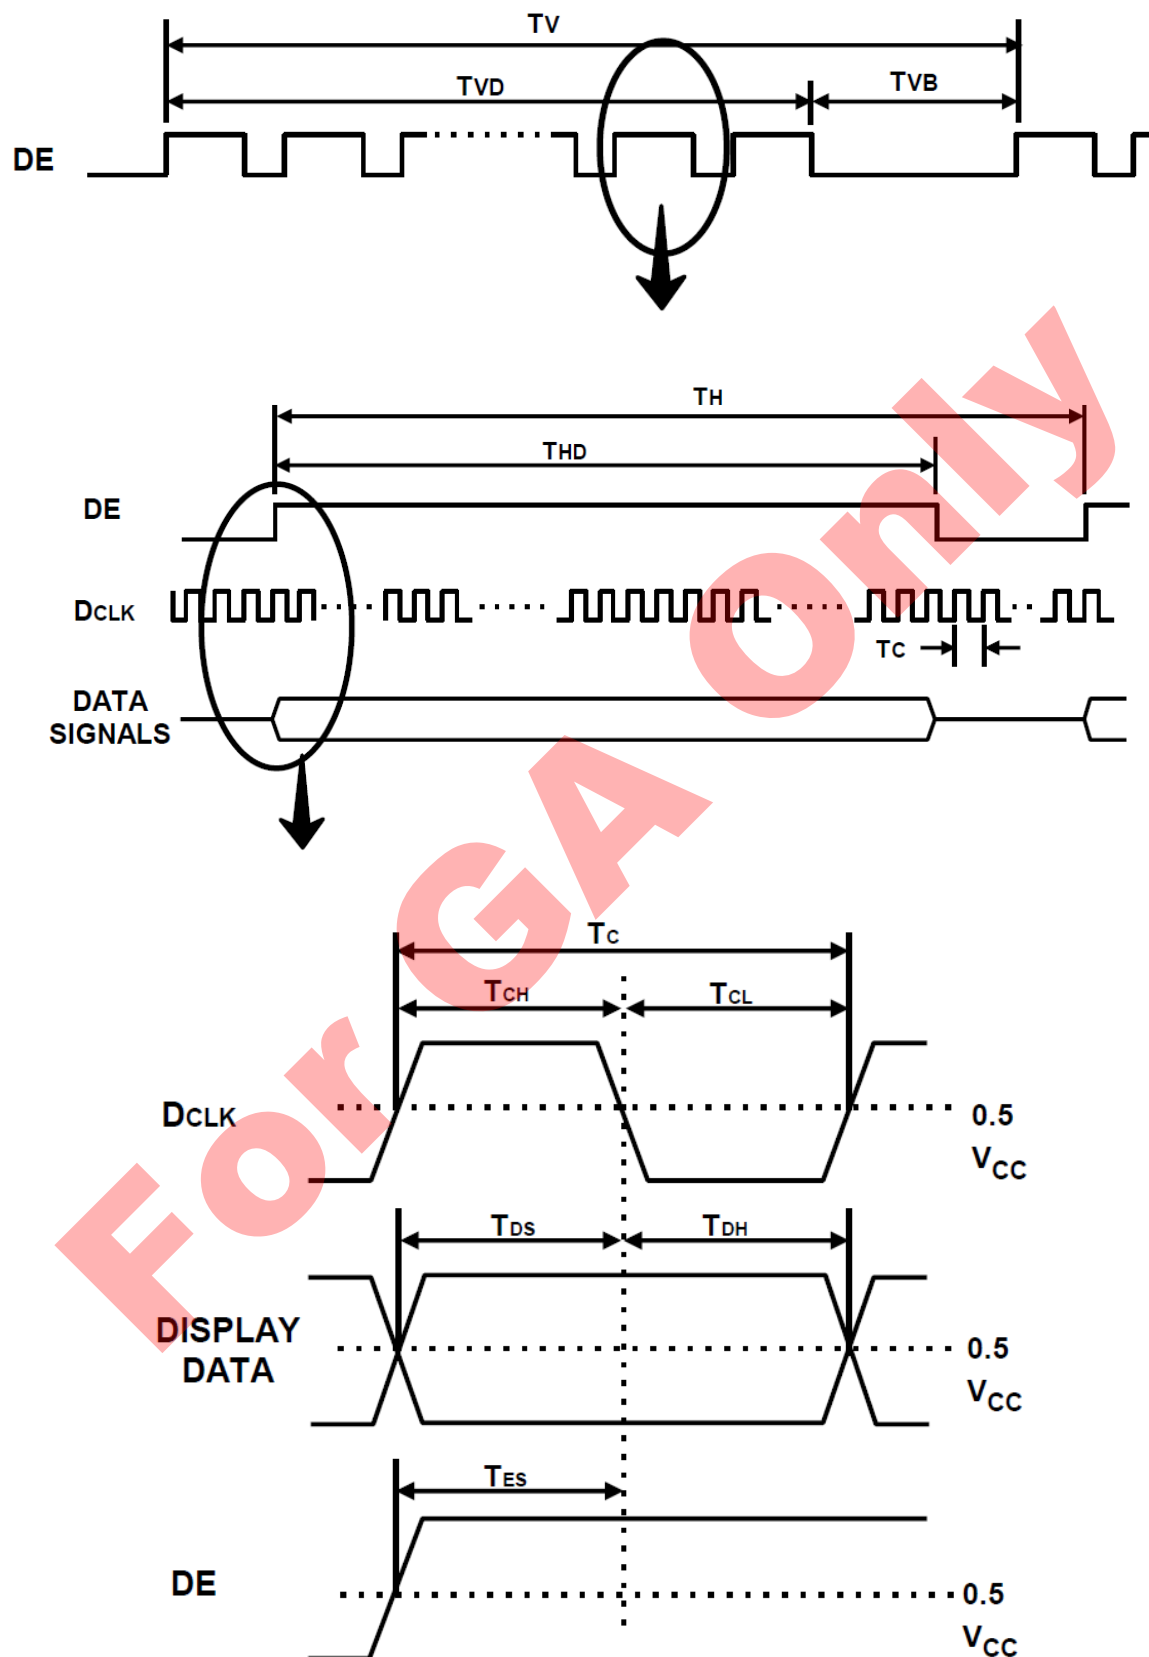 TV
TVD
TVB
DE
TH
THD
DE
DCLK
TC
DATA
SIGNALS
TC
TCH
TCL
DCLK
0.5
VCC
TDS
TDH
DISPLAY
DATA
0.5
VCC
TES
DE
0.5
VCC
For GA Only